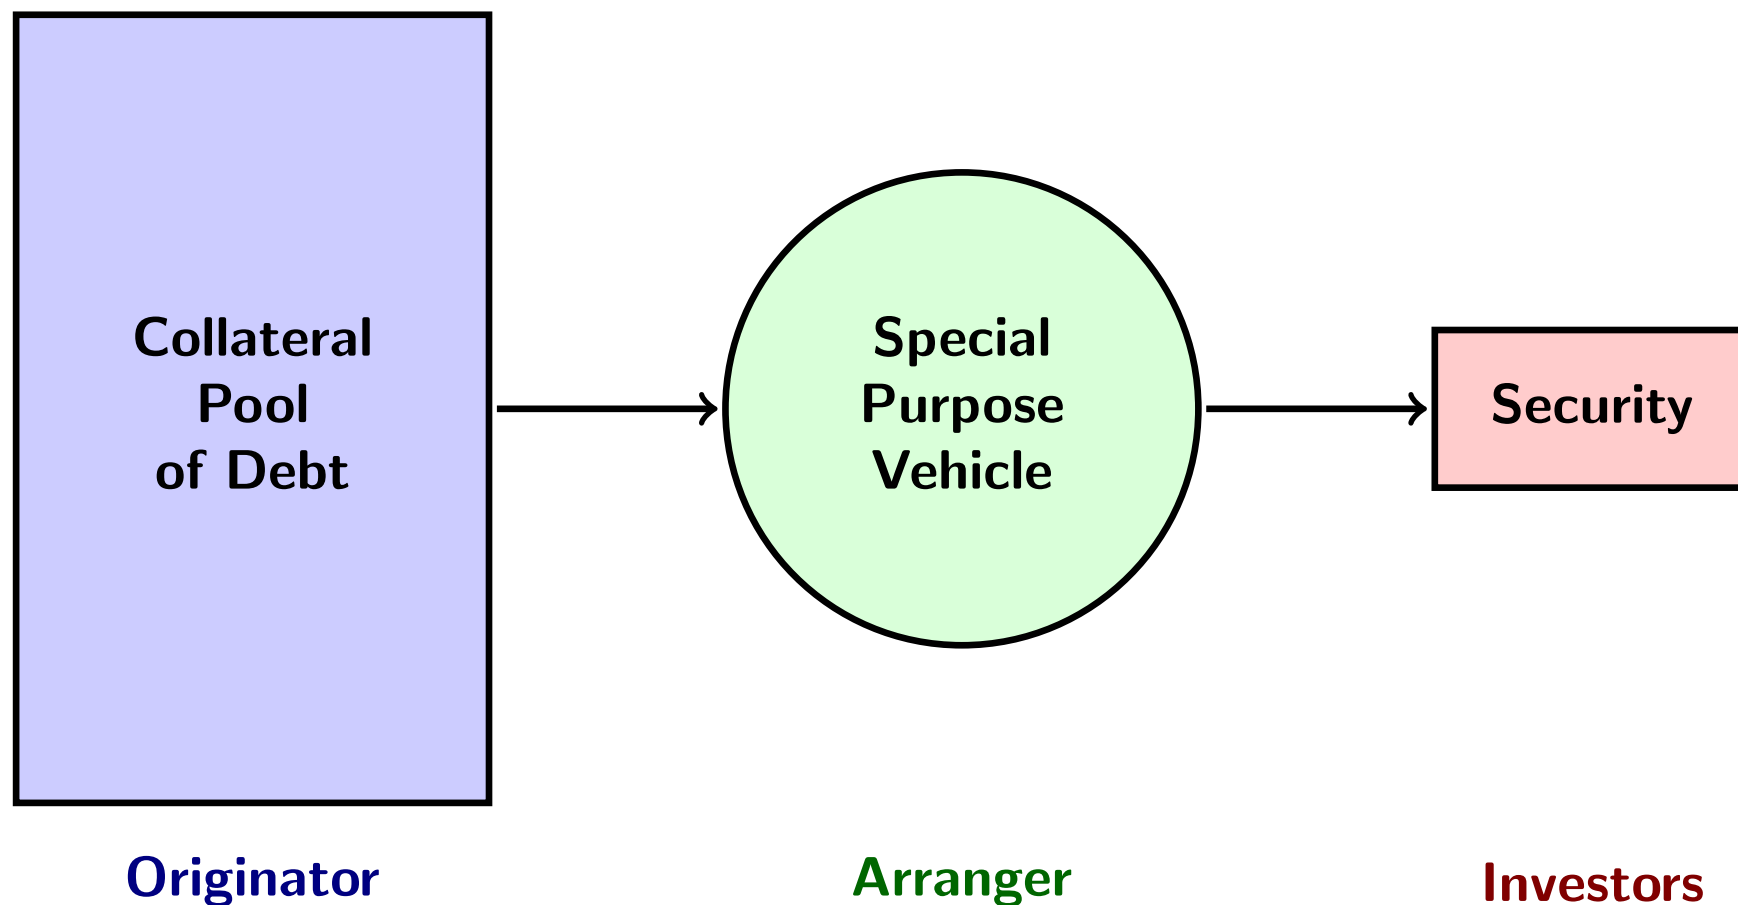 Collateral
Pool
of Debt
Special
Purpose
Vehicle
Security
Originator
Arranger
Investors